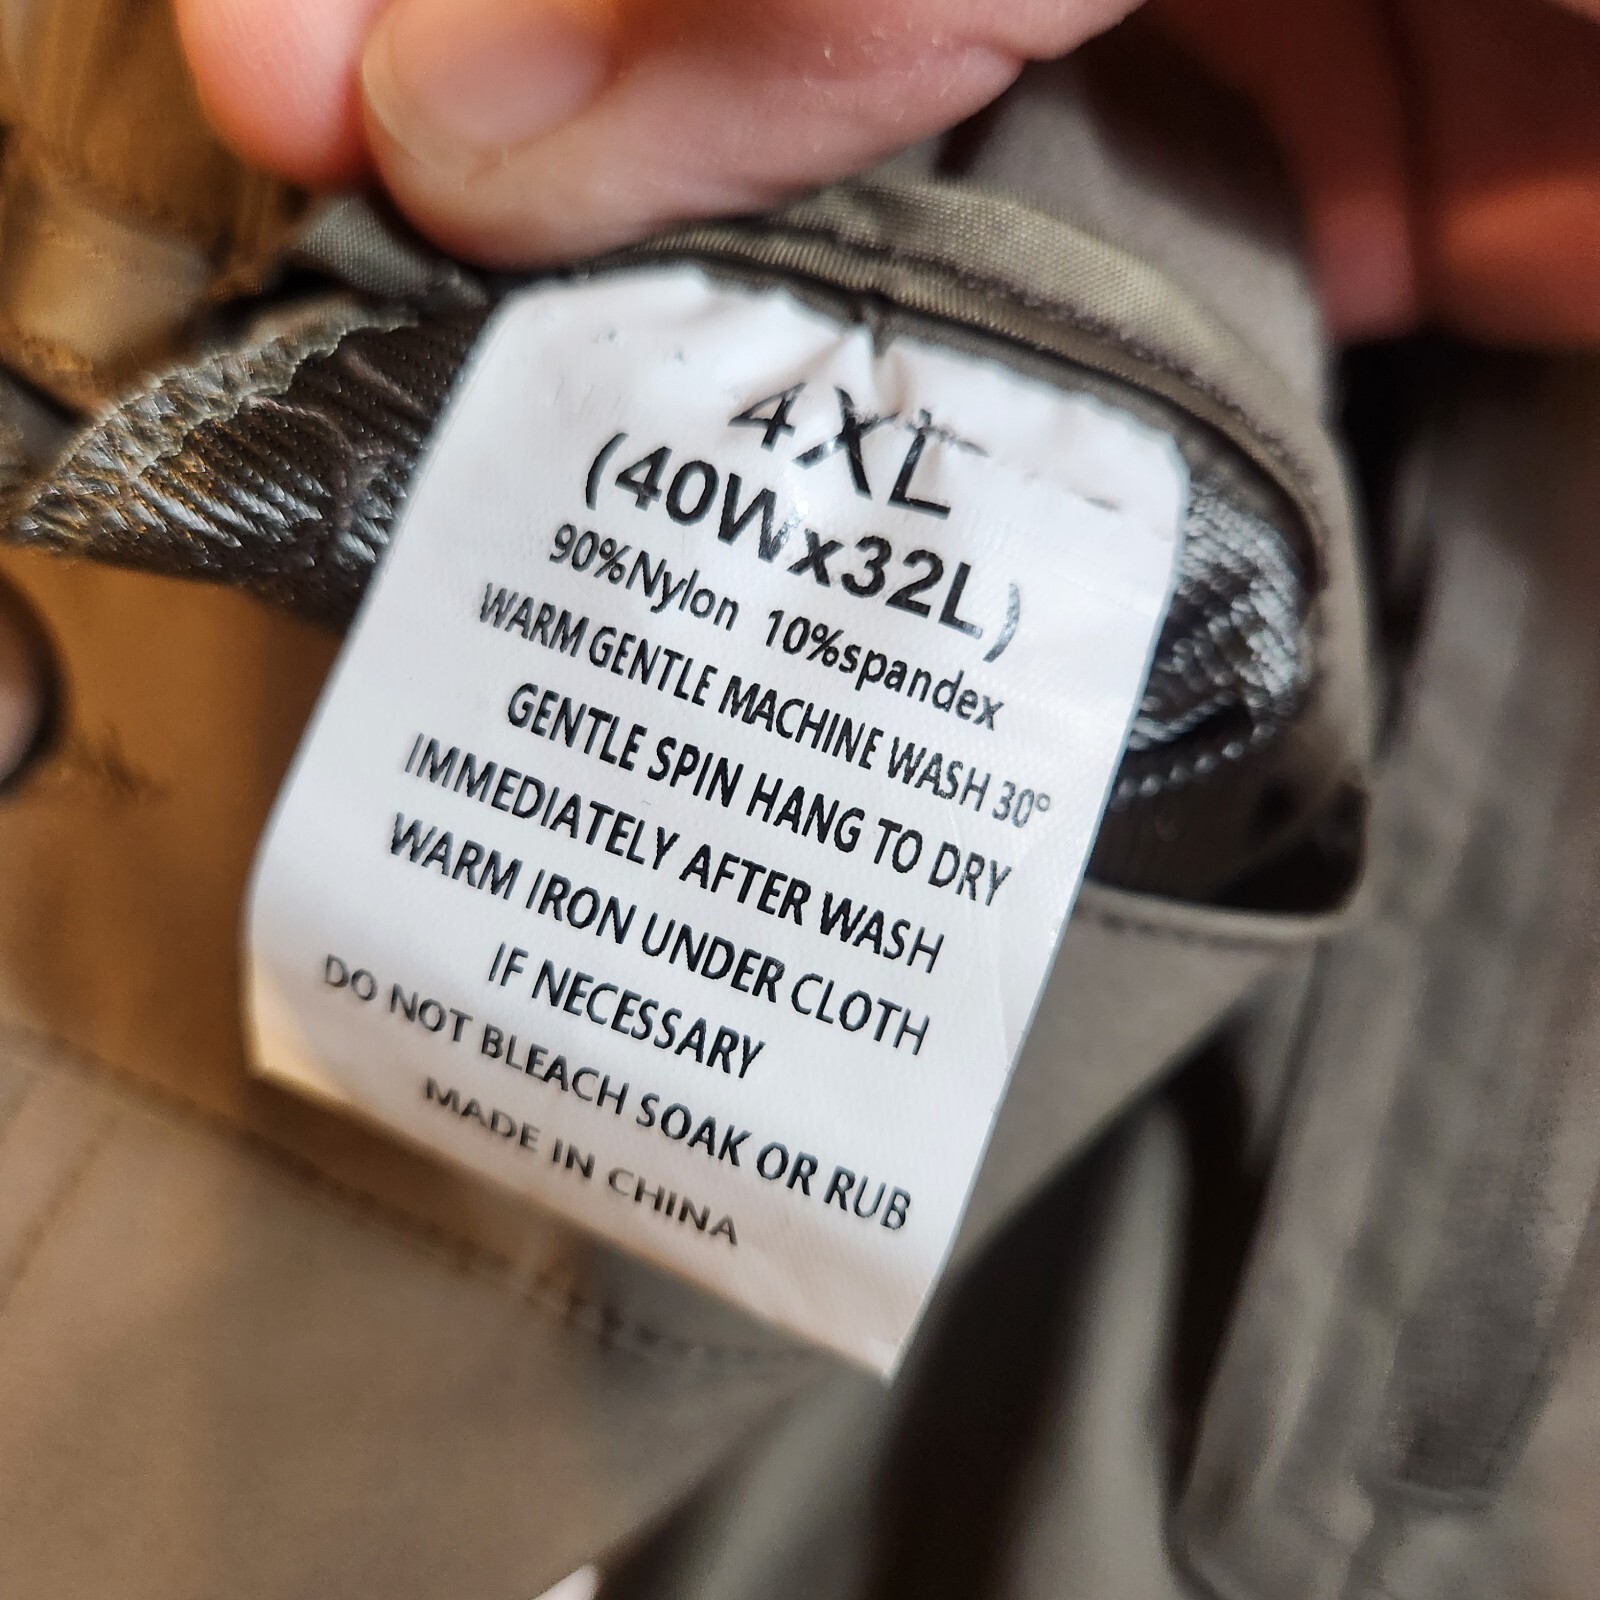 4XL
(40Wx32L)
90%Nylon 10%spandex
WARM GENTLE MACHINE WASH 30°
GENTLE SPIN HANG TO DRY
IMMEDIATELY AFTER WASH
WARM IRON UNDER CLOTH
IF NECESSARY
DO NOT BLEACH SOAK OR RUB
MADE IN CHINA